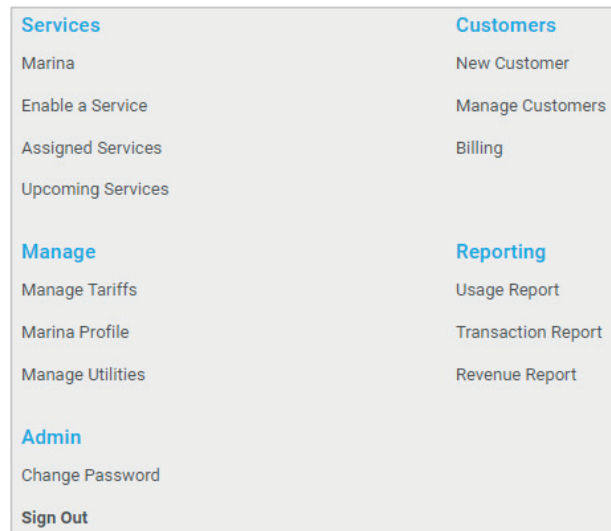 Services
Marina
Enable a Service
Assigned Services
Upcoming Services
Customers
New Customer
Manage Customers
Billing
Manage
Manage Tariffs
Marina Profile
Manage Utilities
Reporting
Usage Report
Transaction Report
Revenue Report
Admin
Change Password
Sign Out